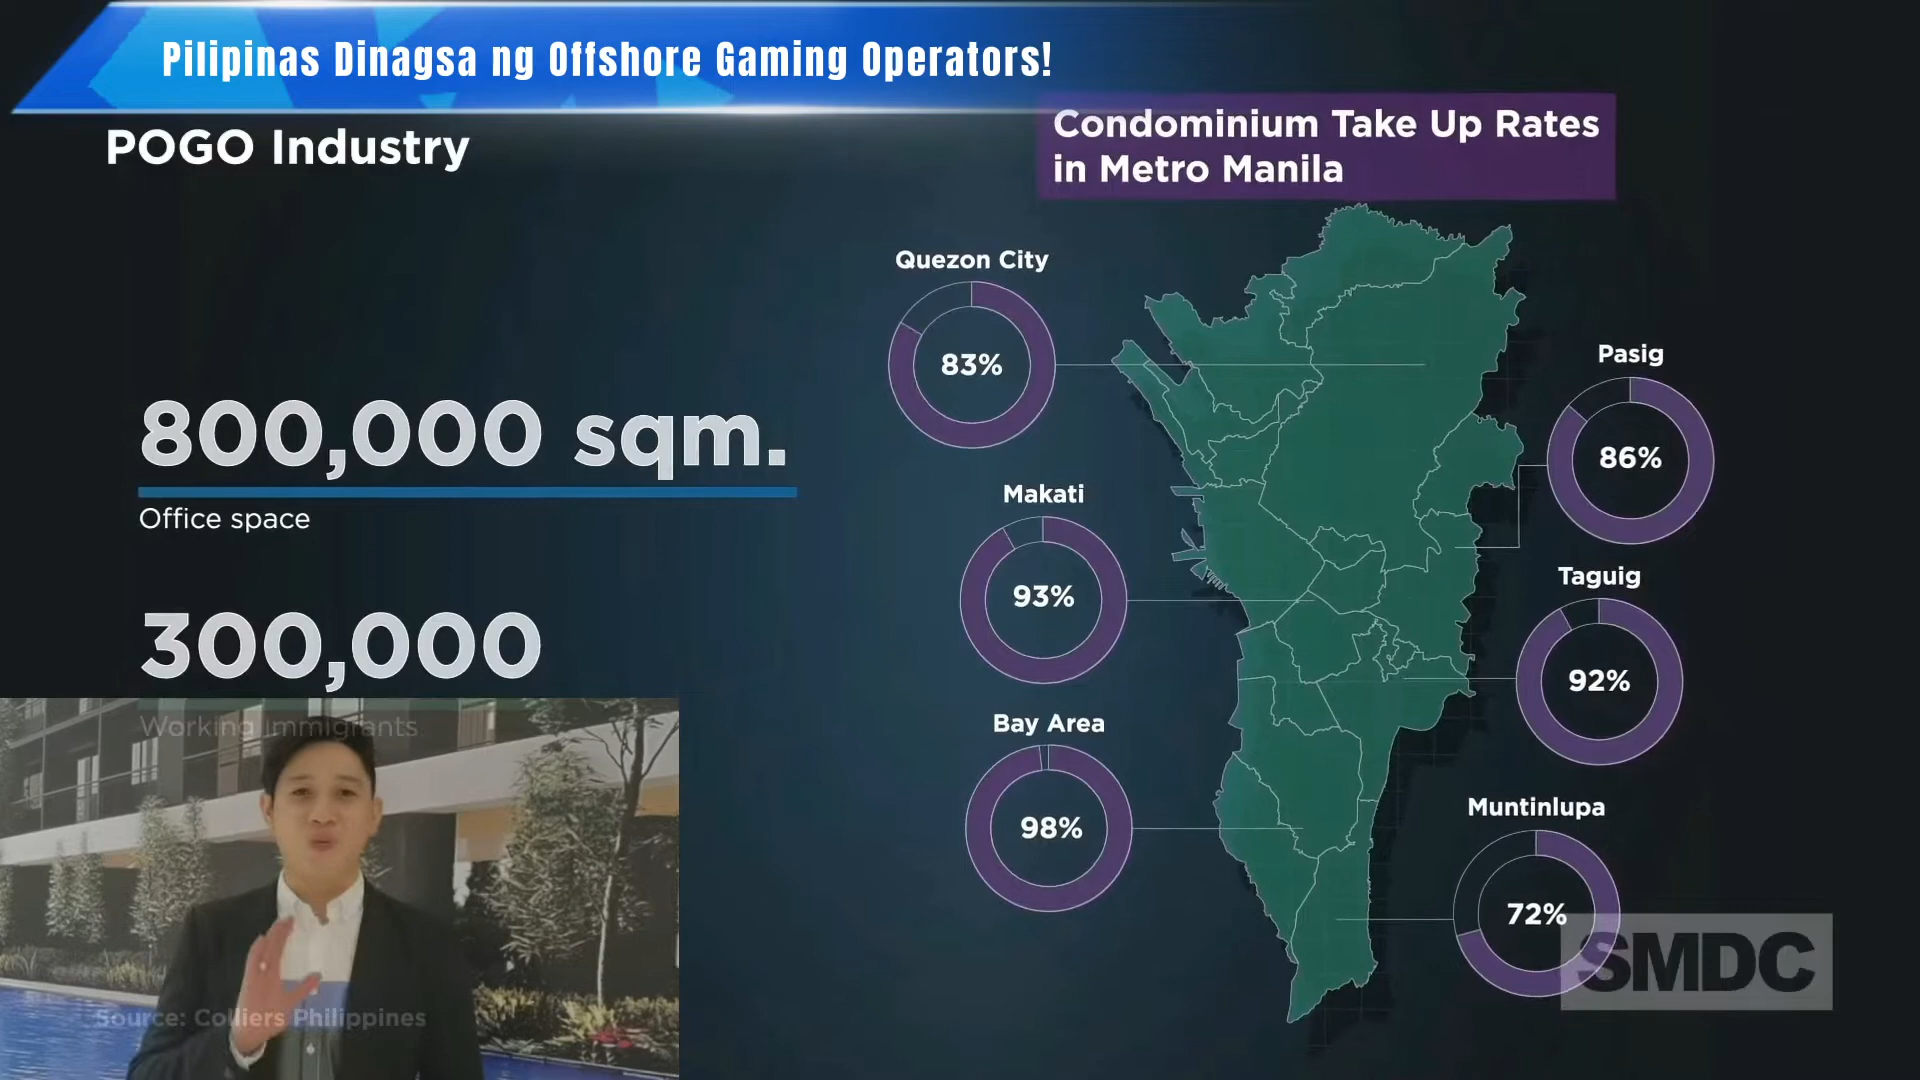 Pilipinas Dinagsa ng Offshore Gaming Operators!
POGO Industry
Condominium Take Up Rates
in Metro Manila
Quezon City
83%
Pasig
86%
800,000 sqm.
Office space
Makati
93%
Taguig
92%
300,000
Working immigrants
Bay Area
98%
Muntinlupa
72%
SMDC
Source: Colliers Philippines